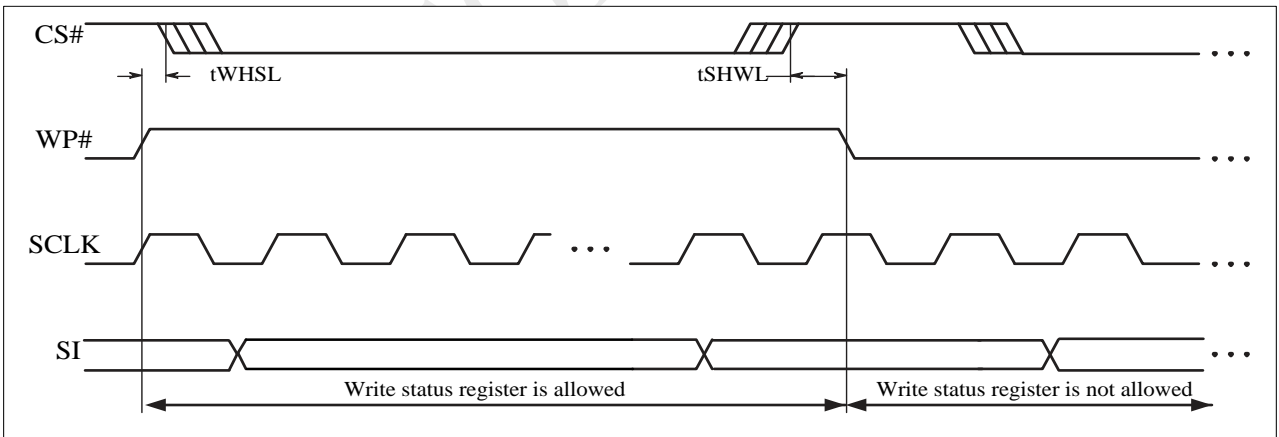 CS#
tWHSL
tSHWL
WP#
SCLK
SI
Write status register is allowed
Write status register is not allowed